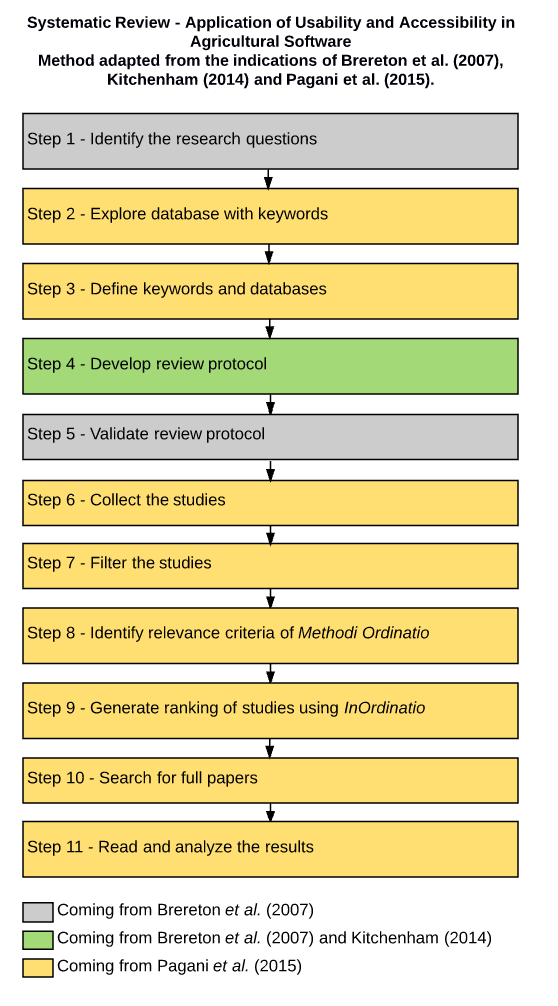 Systematic Review - Application of Usability and Accessibility in
Agricultural Software
Method adapted from the indications of Brereton et al. (2007),
Kitchenham (2014) and Pagani et al. (2015).
Step 1 - Identify the research questions
Step 2 - Explore database with keywords
Step 3 - Define keywords and databases
Step 4 - Develop review protocol
Step 5 - Validate review protocol
Step 6 - Collect the studies
Step 7 - Filter the studies
Step 8 - Identify relevance criteria of Methodi Ordinatio
Step 9 - Generate ranking of studies using InOrdinatio
Step 10 - Search for full papers
Step 11 - Read and analyze the results
Coming from Brereton et al. (2007)
Coming from Brereton et al. (2007) and Kitchenham (2014)
Coming from Pagani et al. (2015)